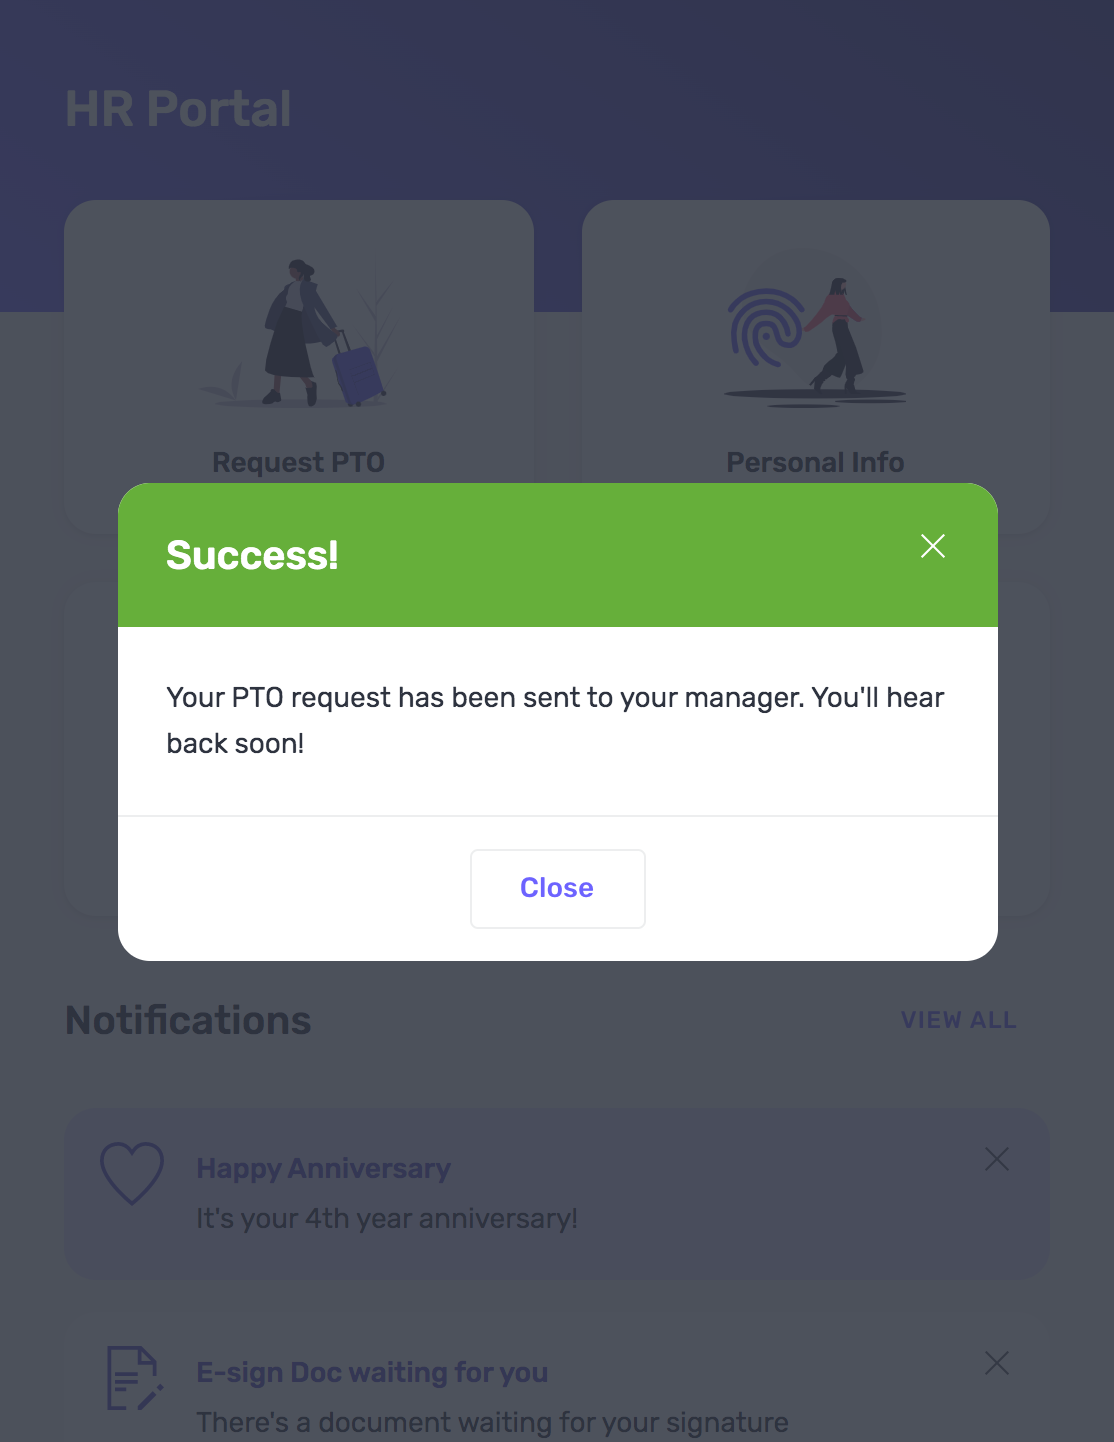 HR Portal
Request PTO
Personal Info
Success!
Your PTO request has been sent to your manager. You'll hear
back soon!
Close
Notifications
VIEW ALL
Happy Anniversary
It's your 4th year anniversary!
E-sign Doc waiting for you
There's a document waiting for your signature